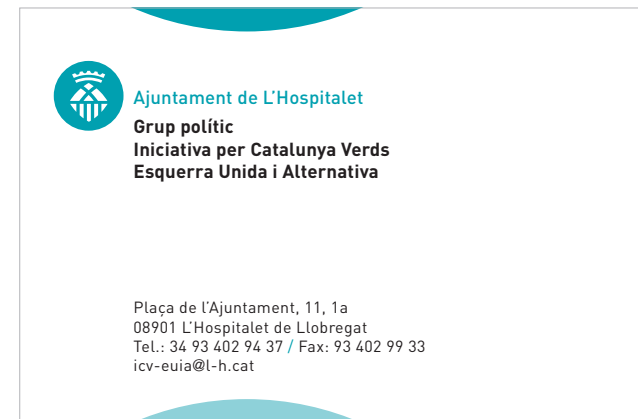 Ajuntament de L'Hospitalet
Grup polític
Iniciativa per Catalunya Verds
Esquerra Unida i Alternativa
Plaça de l'Ajuntament, 11, 1a
08901 L'Hospitalet de Llobregat
Tel.: 34 93 402 94 37 / Fax: 93 402 99 33
icv-euia@l-h.cat